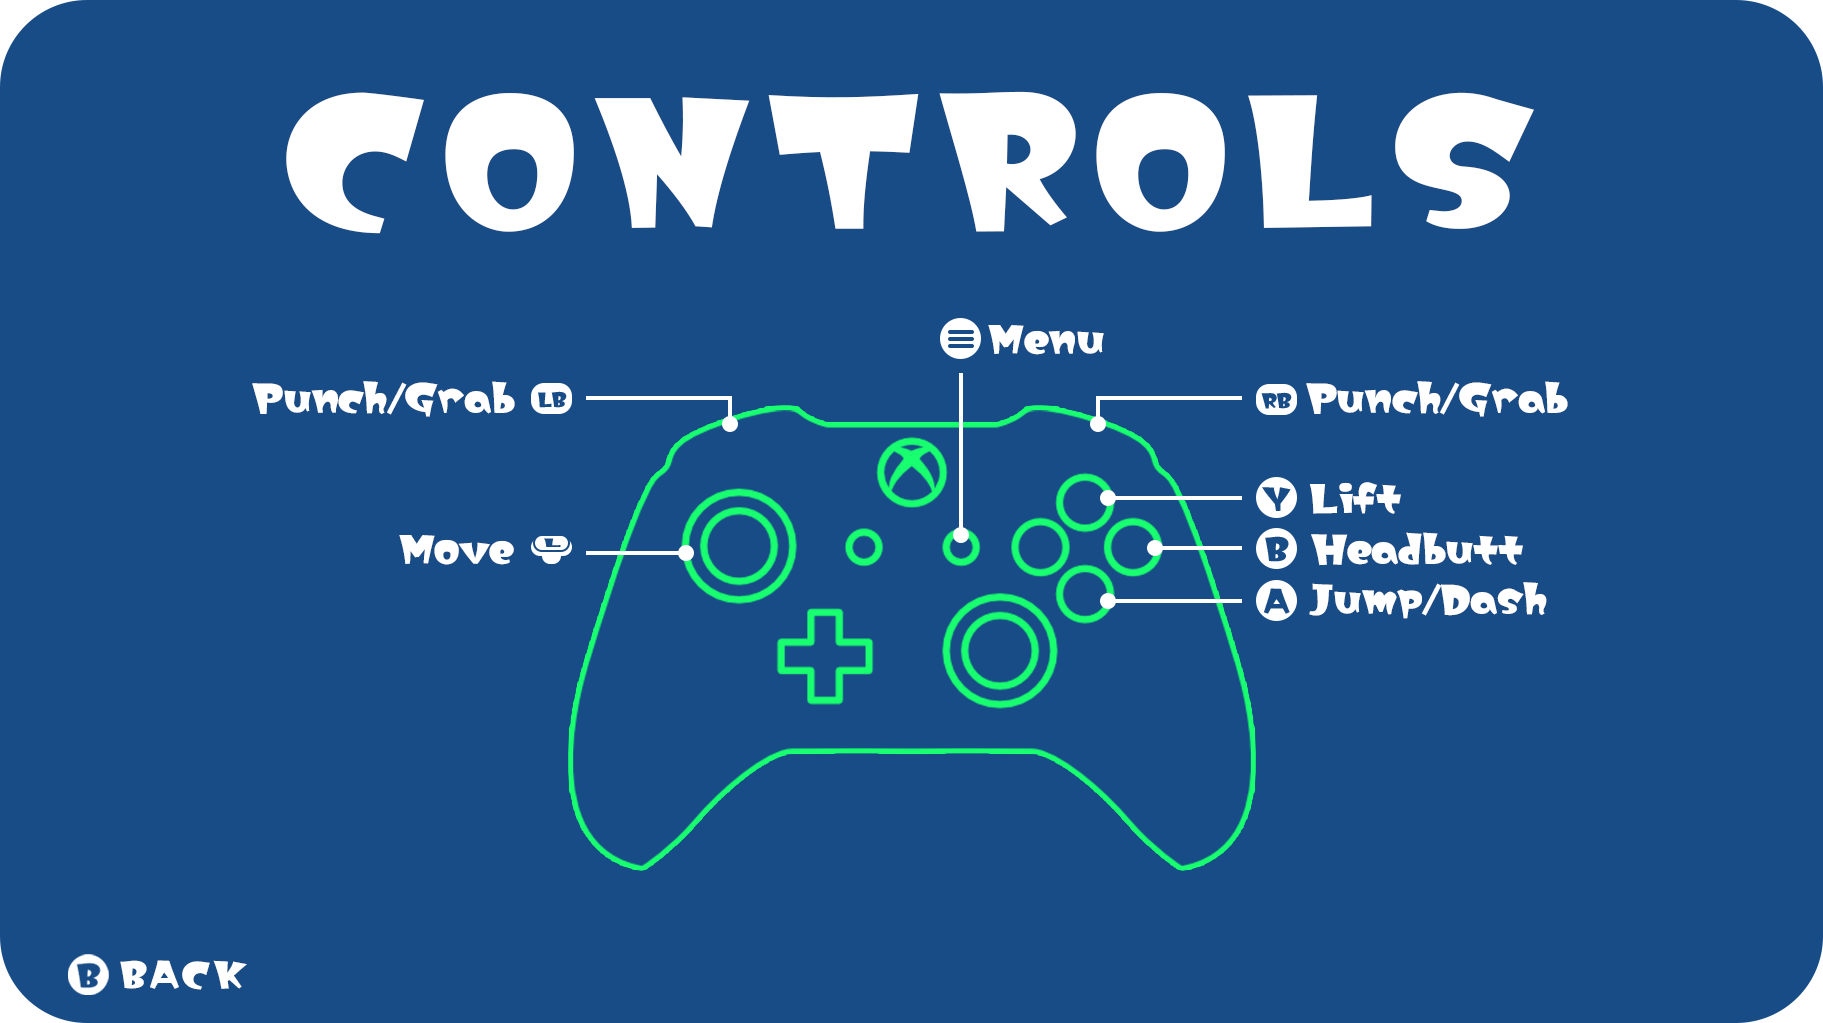 CONTROLS
Menu
Punch/Grab LB
RB Punch/Grab
Y Lift
Move L
B Headbutt
A Jump/Dash
B BACK